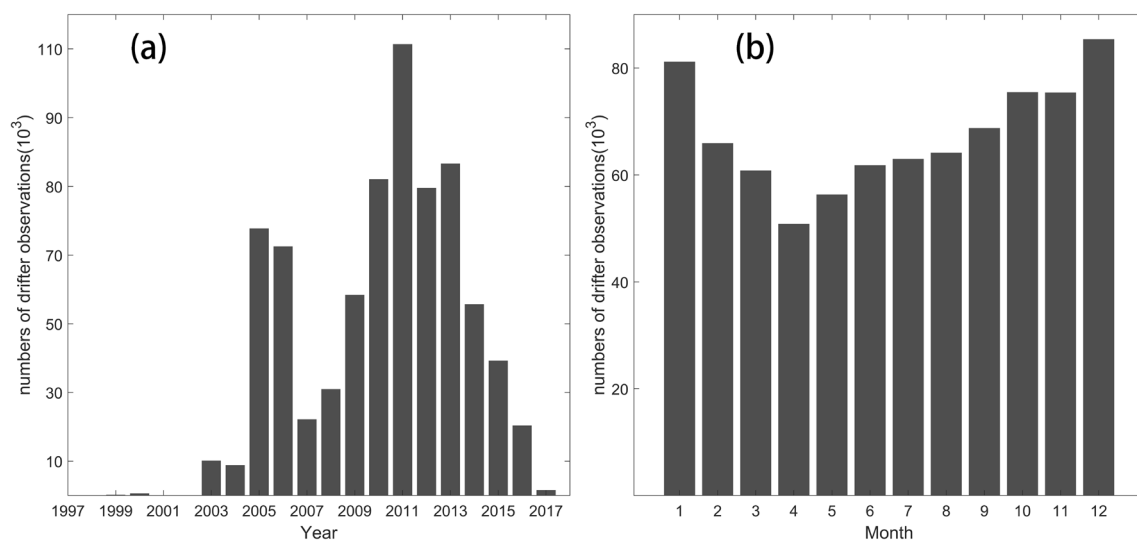 (a)
numbers of drifter observations(10³)
110
90
80
70
50
30
10
1997 1999 2001 2003 2005 2007 2009 2011 2013 2015 2017
Year
(b)
numbers of drifter observations(10³)
80
60
40
20
1 2 3 4 5 6 7 8 9 10 11 12
Month